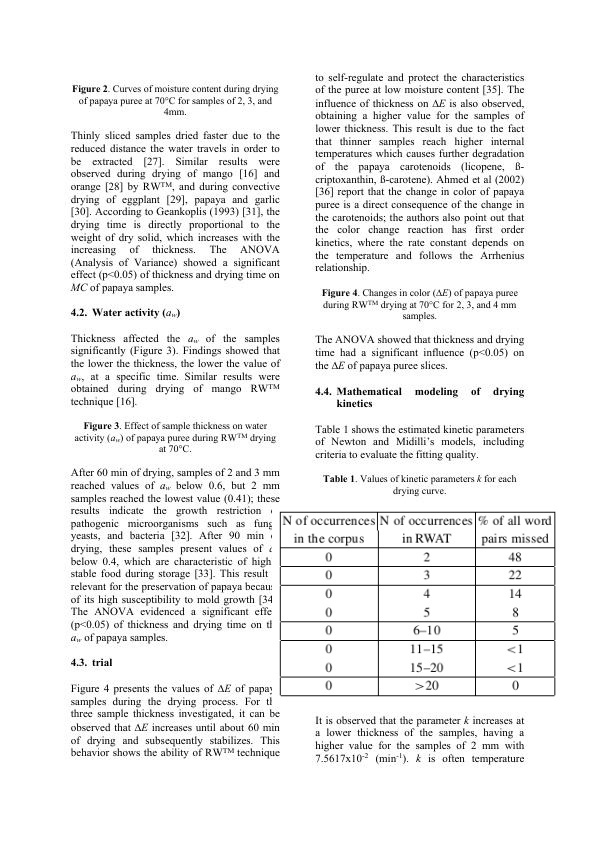 Figure 2. Curves of moisture content during drying
of papaya puree at 70°C for samples of 2, 3, and
4mm.
Thinly sliced samples dried faster due to the
reduced distance the water travels in order to
be extracted [27]. Similar results were
observed during drying of mango [16] and
orange [28] by RW™, and during convective
drying of eggplant [29], papaya and garlic
[30]. According to Geankoplis (1993) [31], the
drying time is directly proportional to the
weight of dry solid, which increases with the
increasing of thickness. The ANOVA
(Analysis of Variance) showed a significant
effect (p<0.05) of thickness and drying time on
MC of papaya samples.
4.2. Water activity (aw)
Thickness affected the aw of the samples
significantly (Figure 3). Findings showed that
the lower the thickness, the lower the value of
aw, at a specific time. Similar results were
obtained during drying of mango RW™
technique [16].
Figure 3. Effect of sample thickness on water
activity (aw) of papaya puree during RW™ drying
at 70°C.
After 60 min of drying, samples of 2 and 3 mm
reached values of aw below 0.6, but 2 mm
samples reached the lowest value (0.41); these
results indicate the growth restriction
pathogenic microorganisms such as
yeasts, and bacteria [32]. After 90 min
drying, these samples present values of
below 0.4, which are characteristic of high
stable food during storage [33]. This result
relevant for the preservation of papaya
of its high susceptibility to mold growth [34
The ANOVA evidenced a significant
(p<0.05) of thickness and drying time on
aw of papaya samples.
4.3. trial
Figure 4 presents the values of ΔE of
samples during the drying process. For
three sample thickness investigated, it can be
observed that ΔE increases until about 60 min
of drying and subsequently stabilizes. This
behavior shows the ability of RW™ technique
to self-regulate and protect the characteristics
of the puree at low moisture content [35]. The
influence of thickness on ΔE is also observed,
obtaining a higher value for the samples of
lower thickness. This result is due to the fact
that thinner samples reach higher internal
temperatures which causes further degradation
of the papaya carotenoids (licopene, ß-
criptoxanthin, ß-carotene). Ahmed et al (2002)
[36] report that the change in color of papaya
puree is a direct consequence of the change in
the carotenoids; the authors also point out that
the color change reaction has first order
kinetics, where the rate constant depends on
the temperature and follows the Arrhenius
relationship.
Figure 4. Changes in color (ΔE) of papaya puree
during RW™ drying at 70°C for 2, 3, and 4 mm
samples.
The ANOVA showed that thickness and drying
time had a significant influence (p<0.05) on
the ΔE of papaya puree slices.
4.4. Mathematical modeling of drying
kinetics
Table 1 shows the estimated kinetic parameters
of Newton and Midilli's models, including
criteria to evaluate the fitting quality.
Table 1. Values of kinetic parameters k for each
drying curve.
N of occurrences N of occurrences % of all word
in the corpus in RWAT pairs missed
0 2 48
0 3 22
0 4 14
0 5 8
0 6–10 5
0 11–15 <1
0 15–20 <1
0 >20 0
It is observed that the parameter k increases at
a lower thickness of the samples, having a
higher value for the samples of 2 mm with
7.5617x10-2 (min-1). k is often temperature